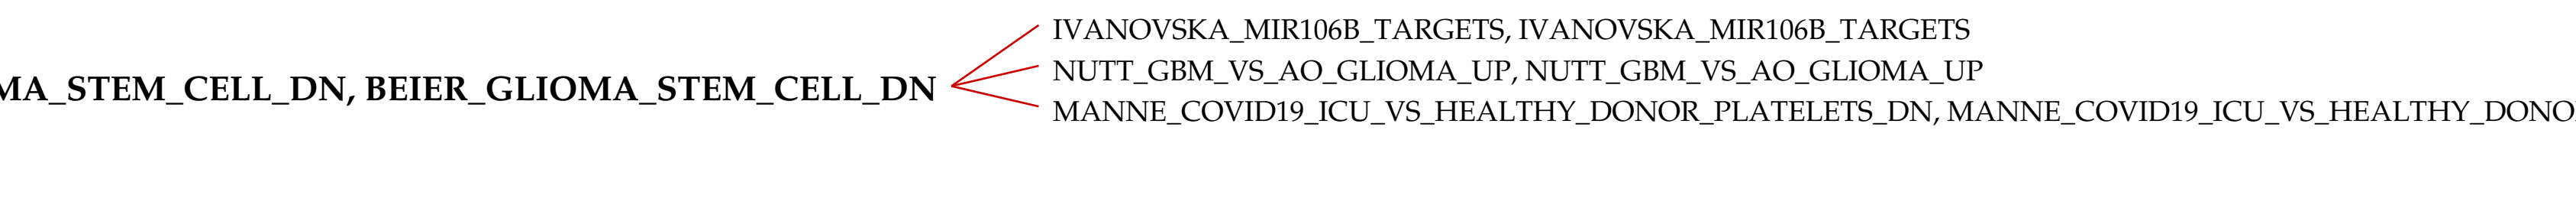 IVANOVSKA_MIR106B_TARGETS, IVANOVSKA_MIR106B_TARGETS
NUTT_GBM_VS_AO_GLIOMA_UP, NUTT_GBM_VS_AO_GLIOMA_UP
MA_STEM_CELL_DN, BEIER_GLIOMA_STEM_CELL_DN
MANNE_COVID19_ICU_VS_HEALTHY_DONOR_PLATELETS_DN, MANNE_COVID19_ICU_VS_HEALTHY_DONO